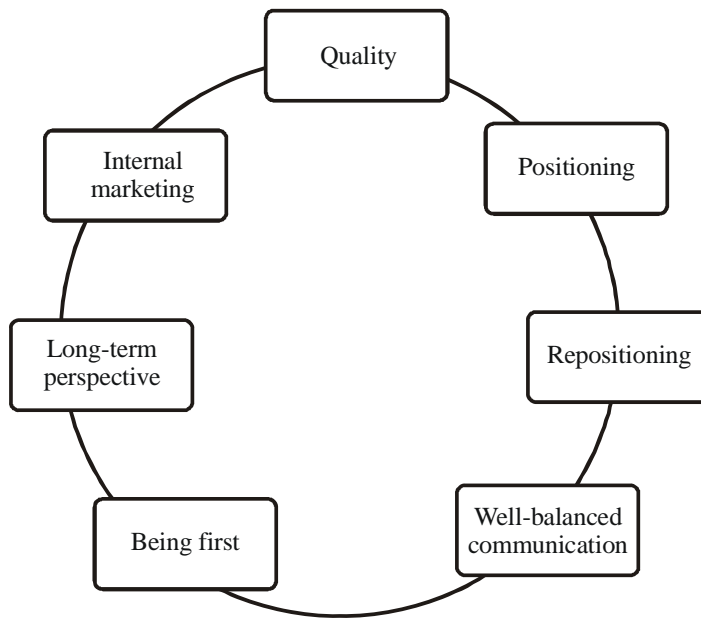 Quality
Positioning
Repositioning
Well-balanced
communication
Being first
Long-term
perspective
Internal
marketing